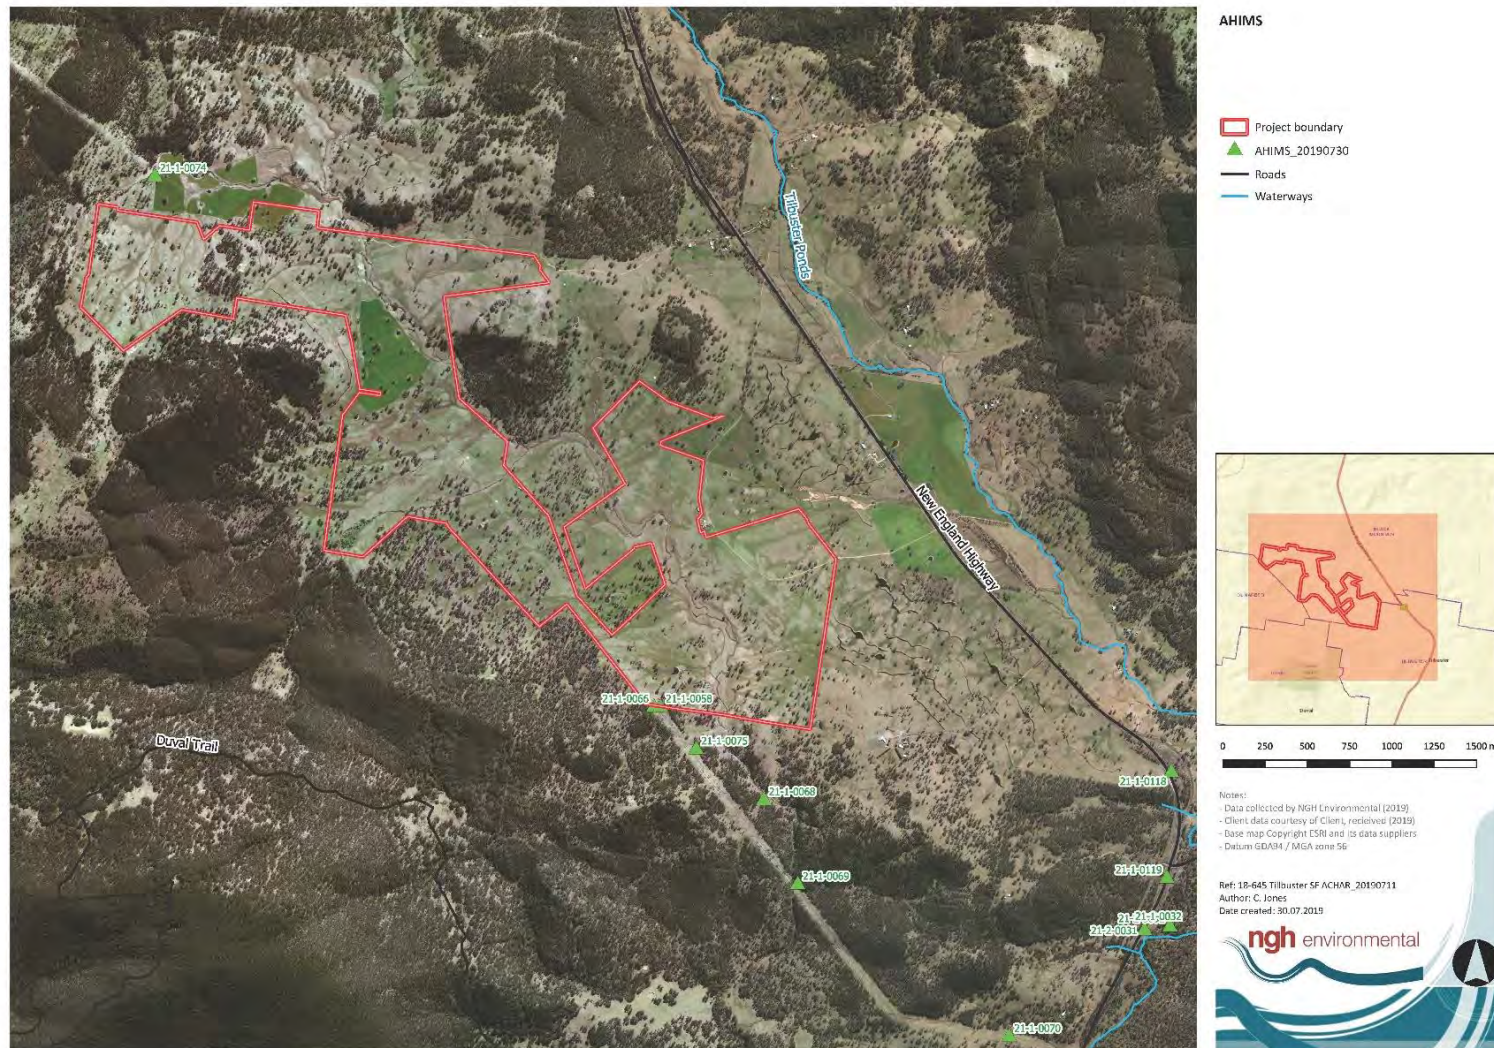 AHIMS
Project boundary
AHIMS_20190730
Roads
Waterways
21-1-0074
Tilbuster Ponds
New England Highway
21-1-0066
21-1-0058
21-1-0075
21-1-0068
21-1-0069
Duval Trail
21-1-0118
21-1-0119
21-1-0032
21-2-0031
21-1-0070
Duval
0 250 500 750 1000 1250 1500 m
Notes:
- Data collected by NGH Environmental (2019)
- Client data courtesy of Client, received (2019)
- Base map Copyright ESRI and its data suppliers
- Datum GDA94 / MGA zone 56
Ref: 18-645 Tilbuster SF ACHAR_20190711
Author: C. Jones
Date created: 30.07.2019
ngh environmental